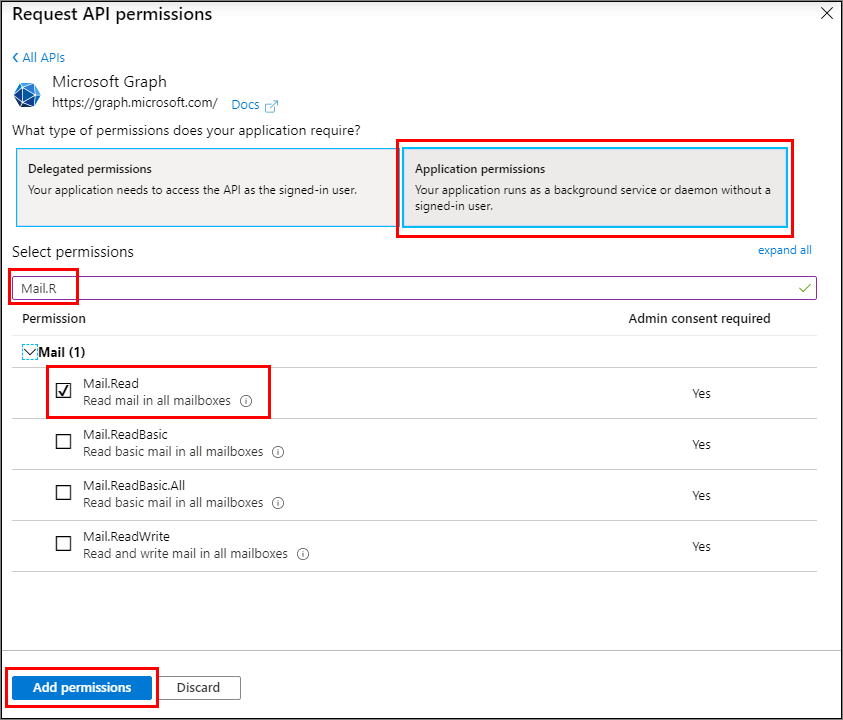 Request API permissions
All APIs
Microsoft Graph
https://graph.microsoft.com/ Docs
What type of permissions does your application require?
Delegated permissions
Your application needs to access the API as the signed-in user.
Application permissions
Your application runs as a background service or daemon without a
signed-in user.
Select permissions
expand all
Mail.R
Permission
Admin consent required
Mail (1)
Mail.Read
Read mail in all mailboxes
Yes
Mail.ReadBasic
Read basic mail in all mailboxes
Yes
Mail.ReadBasic.All
Read basic mail in all mailboxes
Yes
Mail.ReadWrite
Read and write mail in all mailboxes
Yes
Add permissions
Discard